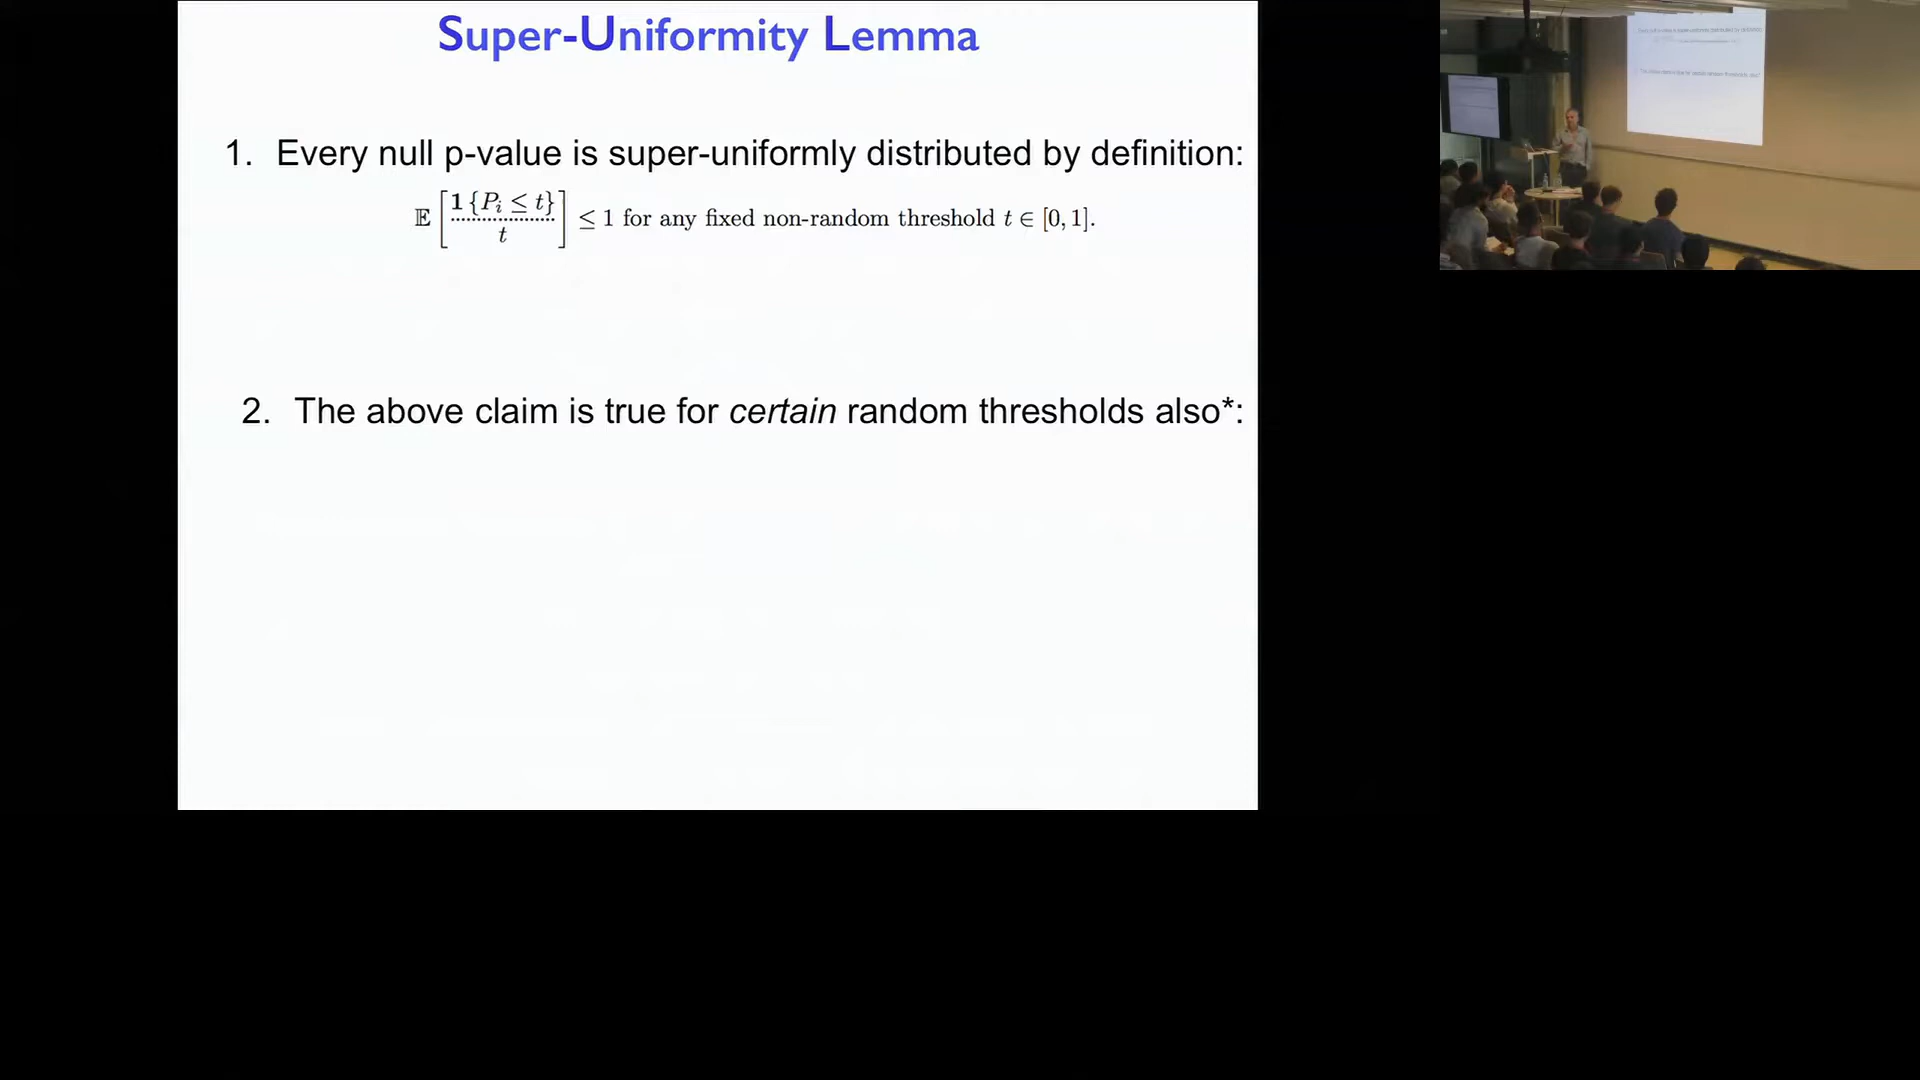 Super-Uniformity Lemma
1. Every null p-value is super-uniformly distributed by definition:
𝔼 [ 1 {P_i ≤ t} / t ] ≤ 1 for any fixed non-random threshold t ∈ [0, 1].
2. The above claim is true for certain random thresholds also*: